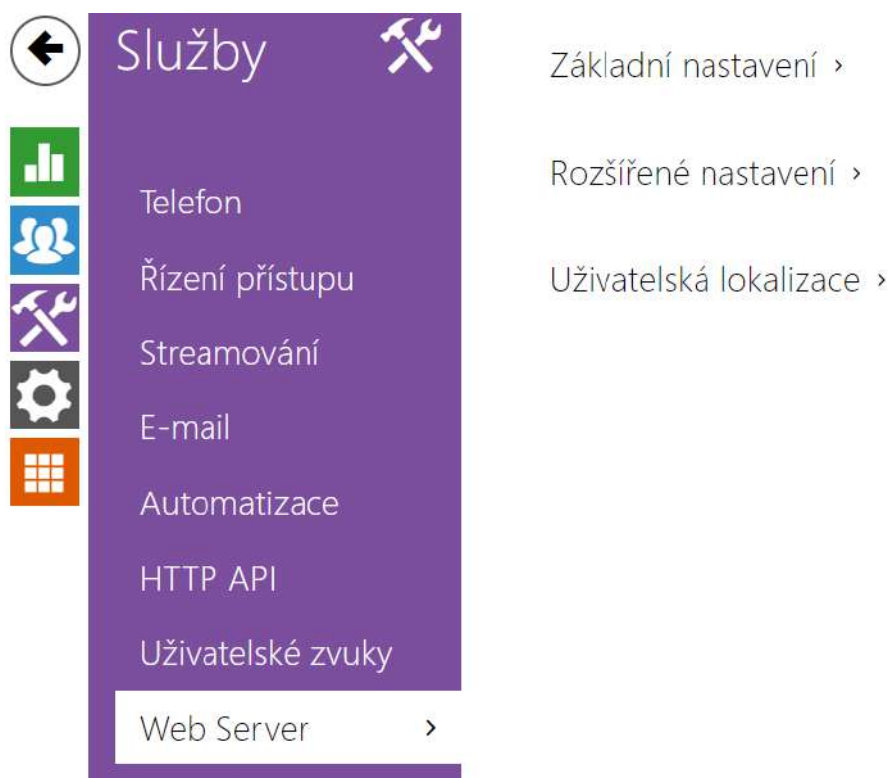 Služby
Telefon
Řízení přístupu
Streamování
E-mail
Automatizace
HTTP API
Uživatelské zvuky
Web Server ›
Základní nastavení ›
Rozšířené nastavení ›
Uživatelská lokalizace ›